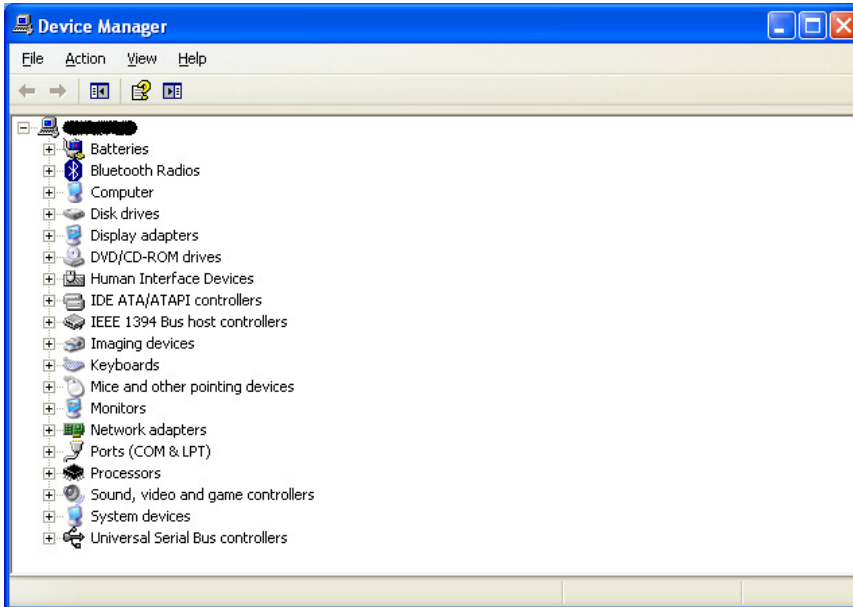 Device Manager
File Action View Help
Batteries
Bluetooth Radios
Computer
Disk drives
Display adapters
DVD/CD-ROM drives
Human Interface Devices
IDE ATA/ATAPI controllers
IEEE 1394 Bus host controllers
Imaging devices
Keyboards
Mice and other pointing devices
Monitors
Network adapters
Ports (COM & LPT)
Processors
Sound, video and game controllers
System devices
Universal Serial Bus controllers